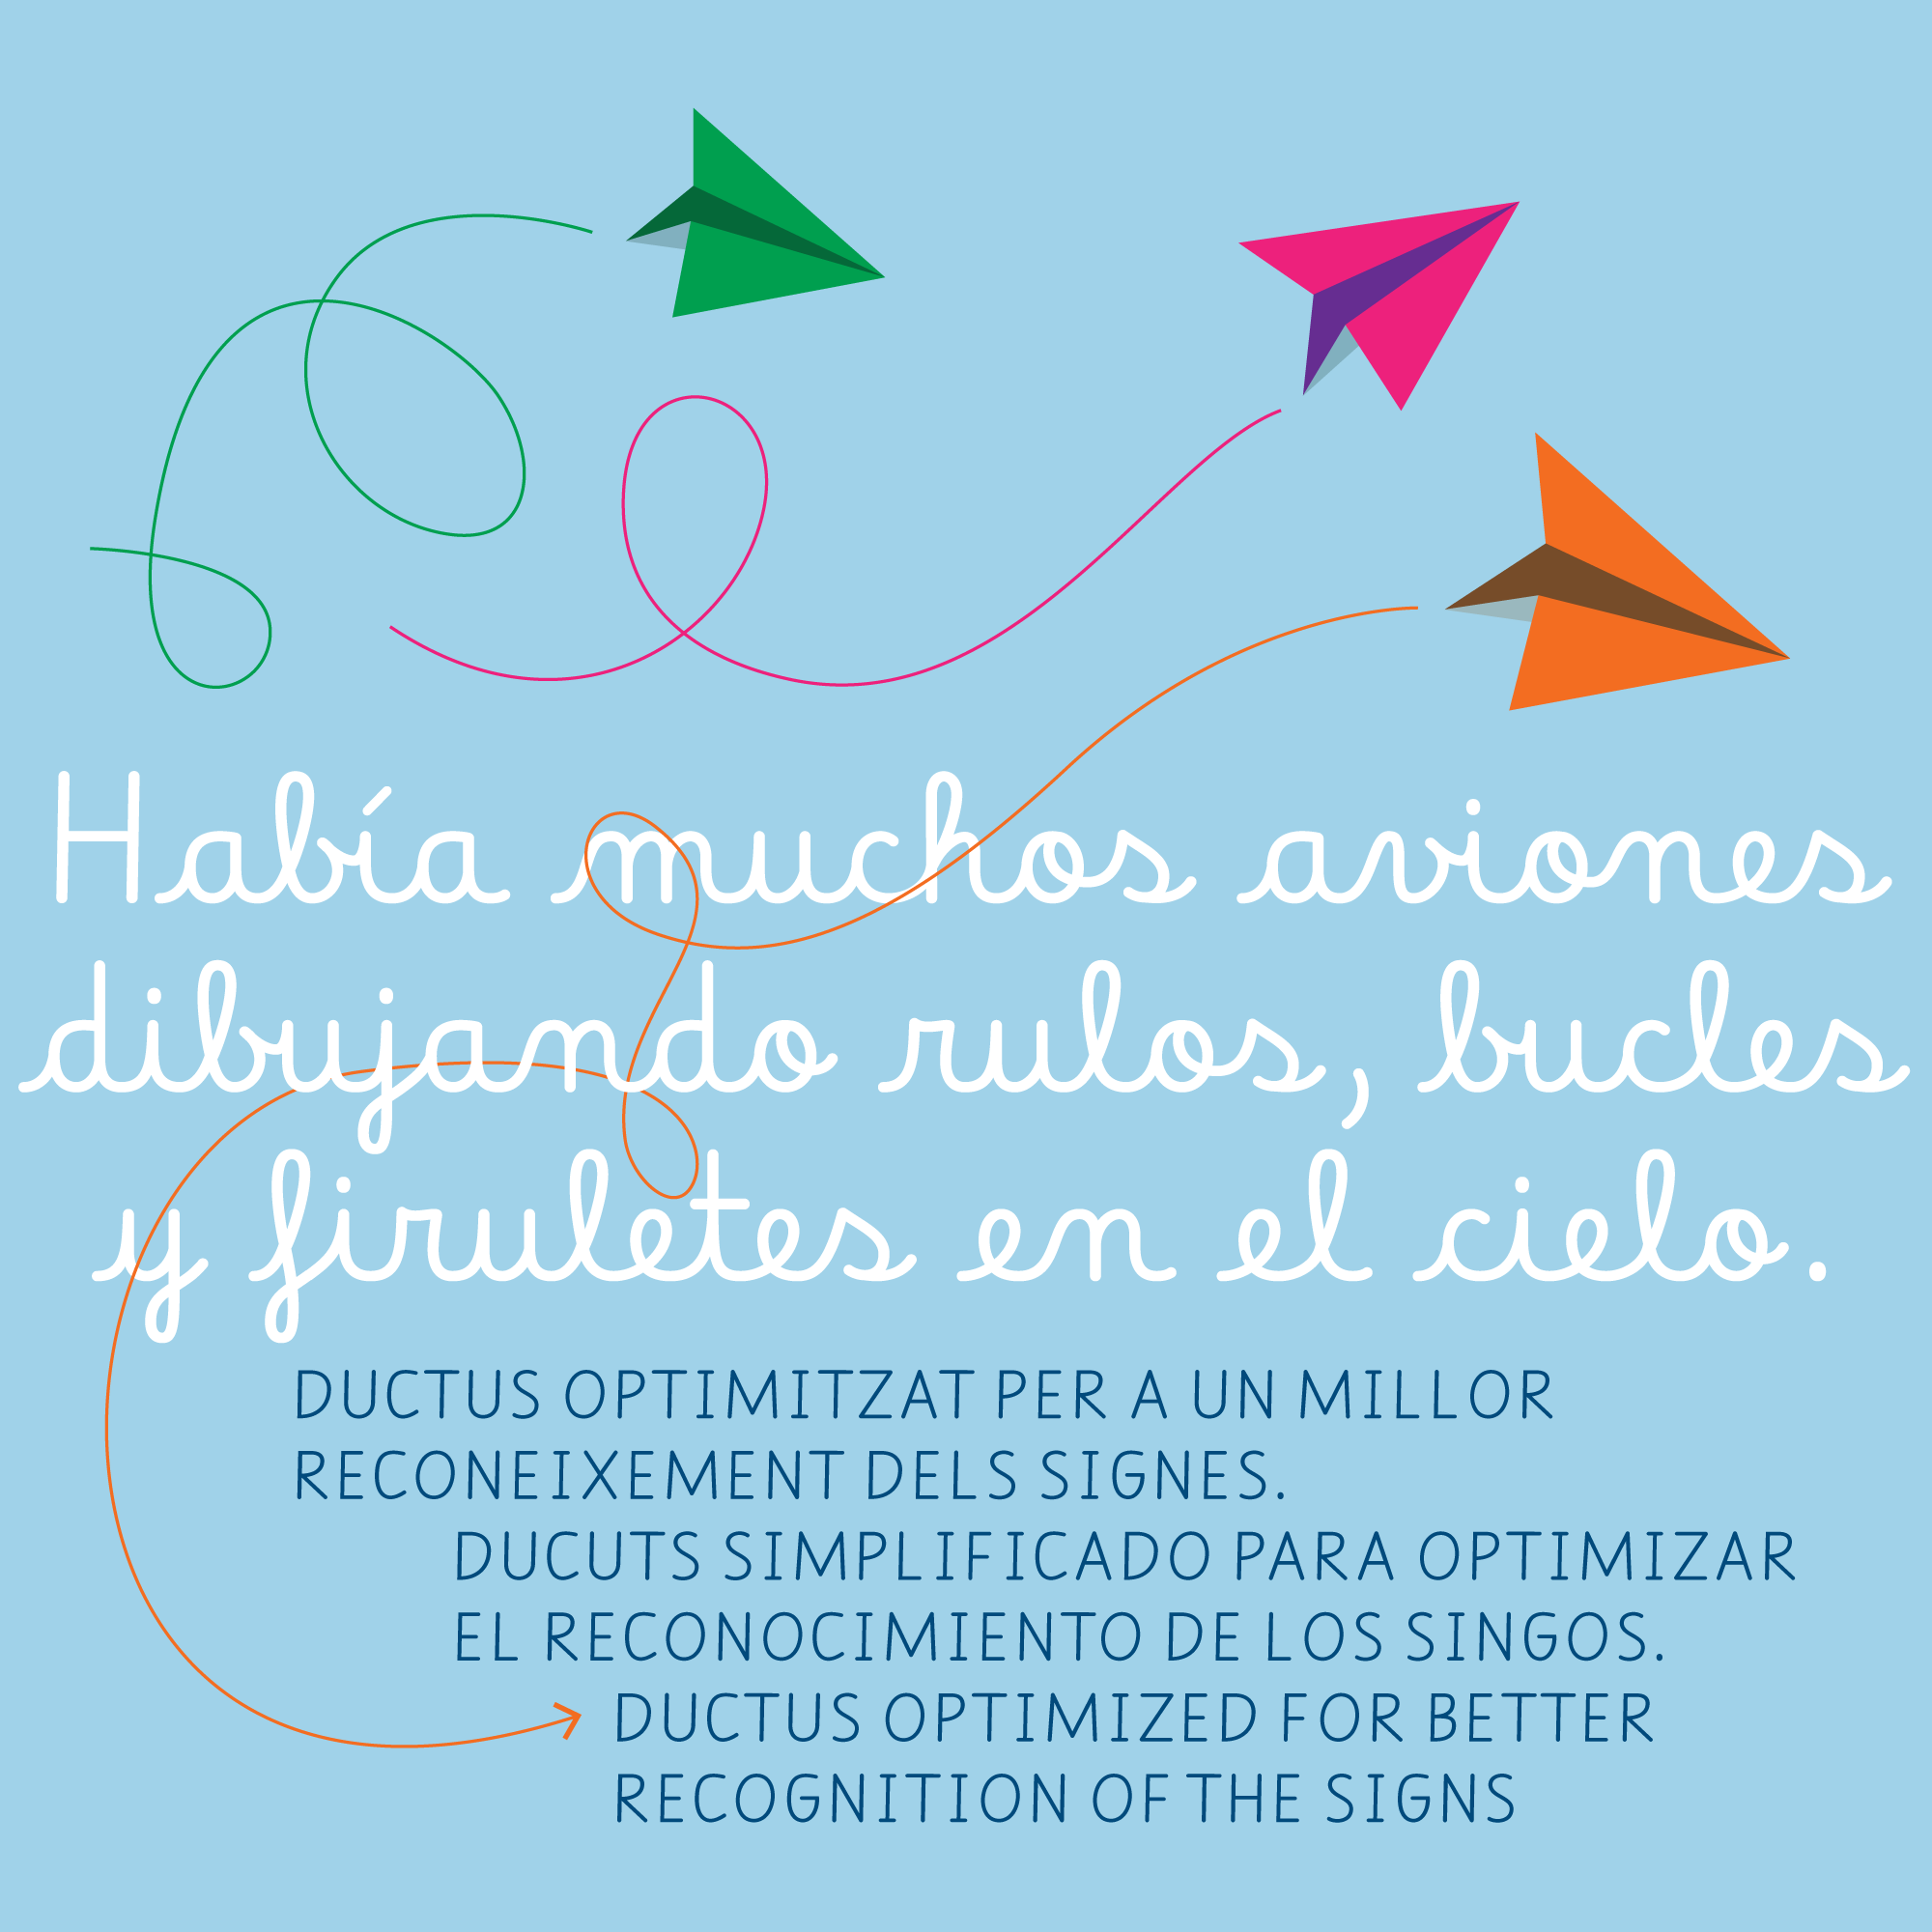 Había muchos aviones
dibujando rulos, bucles
y firuletes en el cielo.
DUCTUS OPTIMITZAT PER A UN MILLOR
RECONEIXEMENT DELS SIGNES.
DUCUTS SIMPLIFICADO PARA OPTIMIZAR
EL RECONOCIMIENTO DE LOS SINGOS.
DUCTUS OPTIMIZED FOR BETTER
RECOGNITION OF THE SIGNS